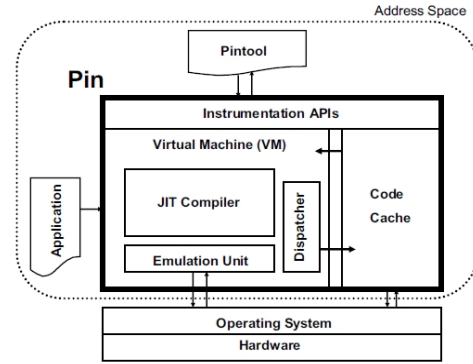 Address Space
Pintool
Pin
Instrumentation APIs
Virtual Machine (VM)
Application
JIT Compiler
Dispatcher
Code
Cache
Emulation Unit
Operating System
Hardware